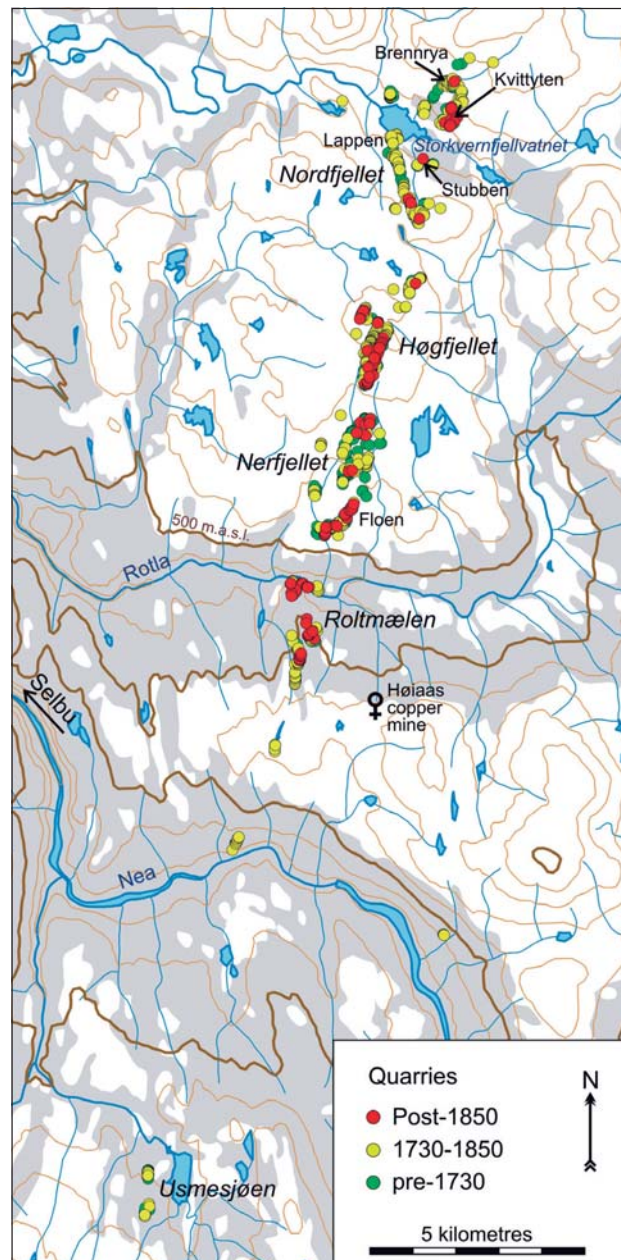 Brennrya
Kvittyten
Lappen
Storkvernfjellvatnet
Nordfjellet
Stubben
Høgfjellet
Nerfjellet
500 m.a.s.l.
Floen
Rotla
Roltmælen
Selbu
Høiaas
copper
mine
Nea
Usmesjøen
Quarries
N
Post-1850
1730-1850
pre-1730
5 kilometres